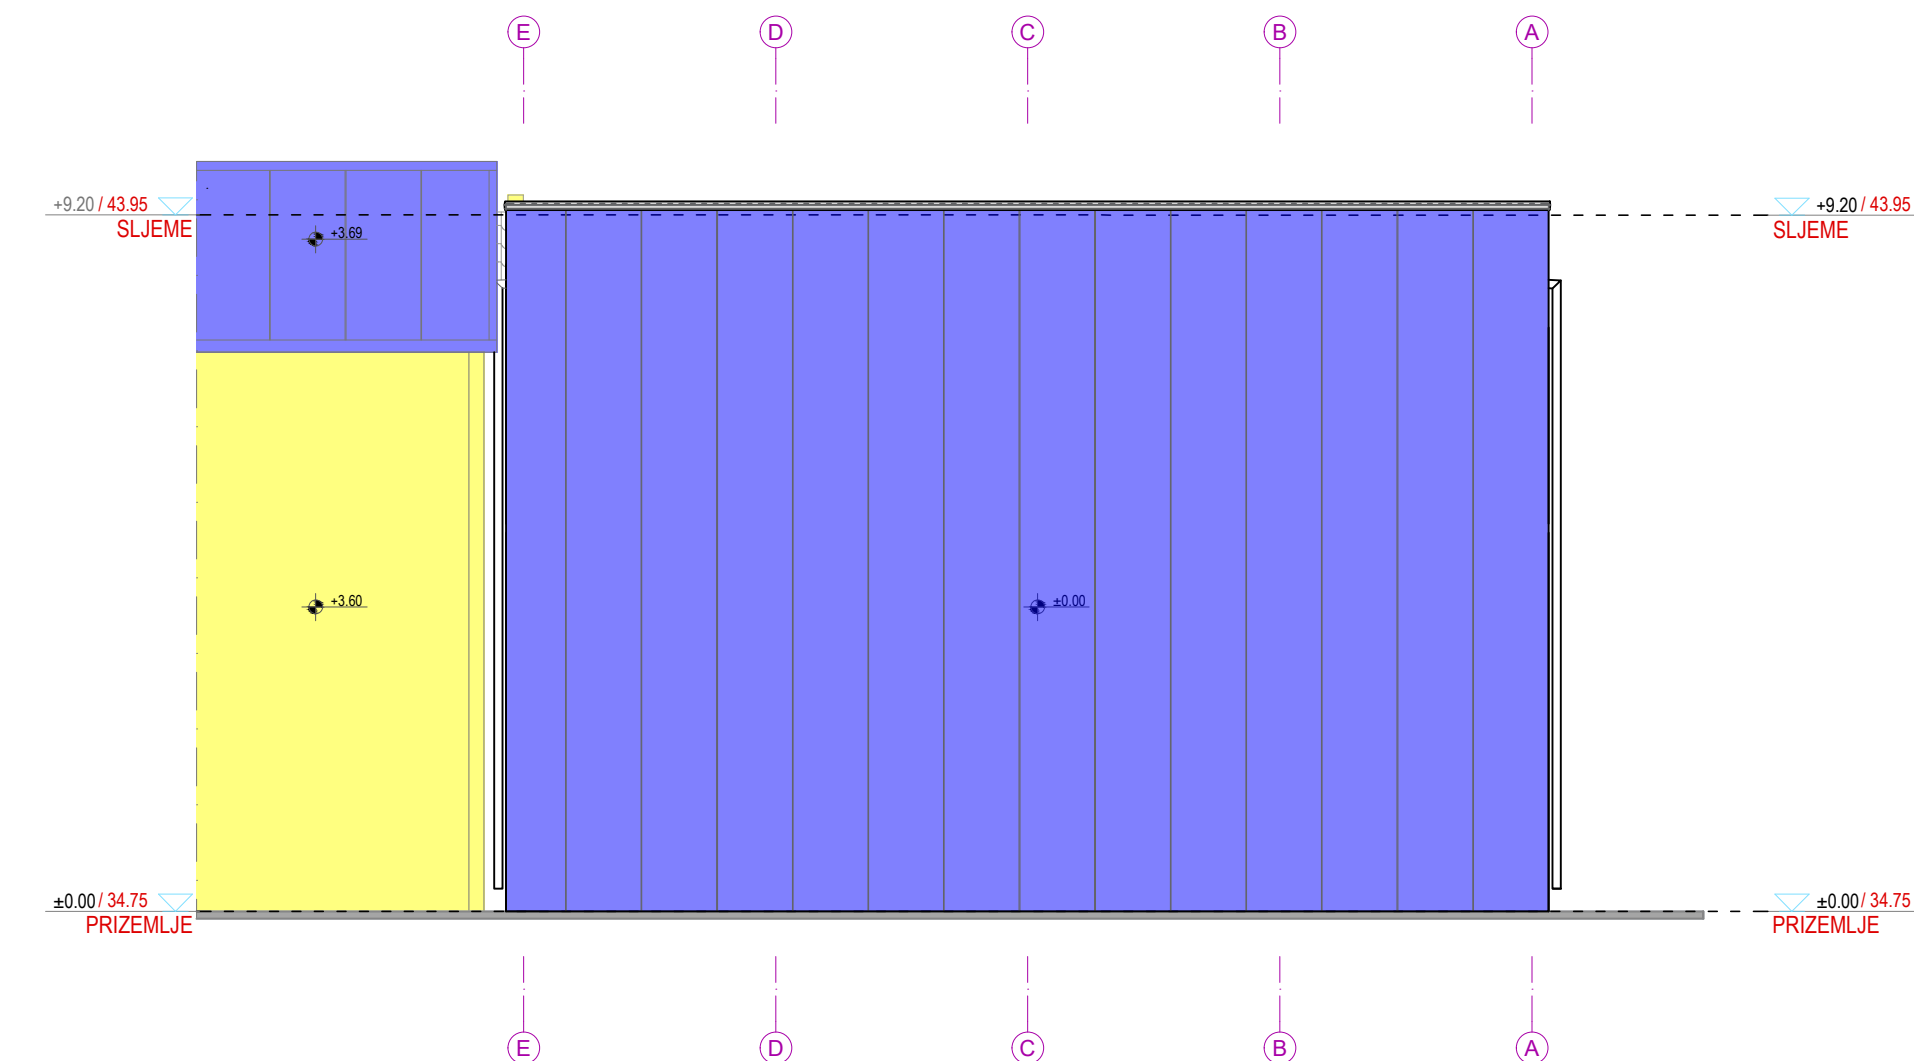 E D C B A
+9.20 / 43.95
SLJEME
+9.20 / 43.95
SLJEME
+3.69
+3.60
±0.00
±0.00 / 34.75
PRIZEMLJE
±0.00 / 34.75
PRIZEMLJE
E D C B A